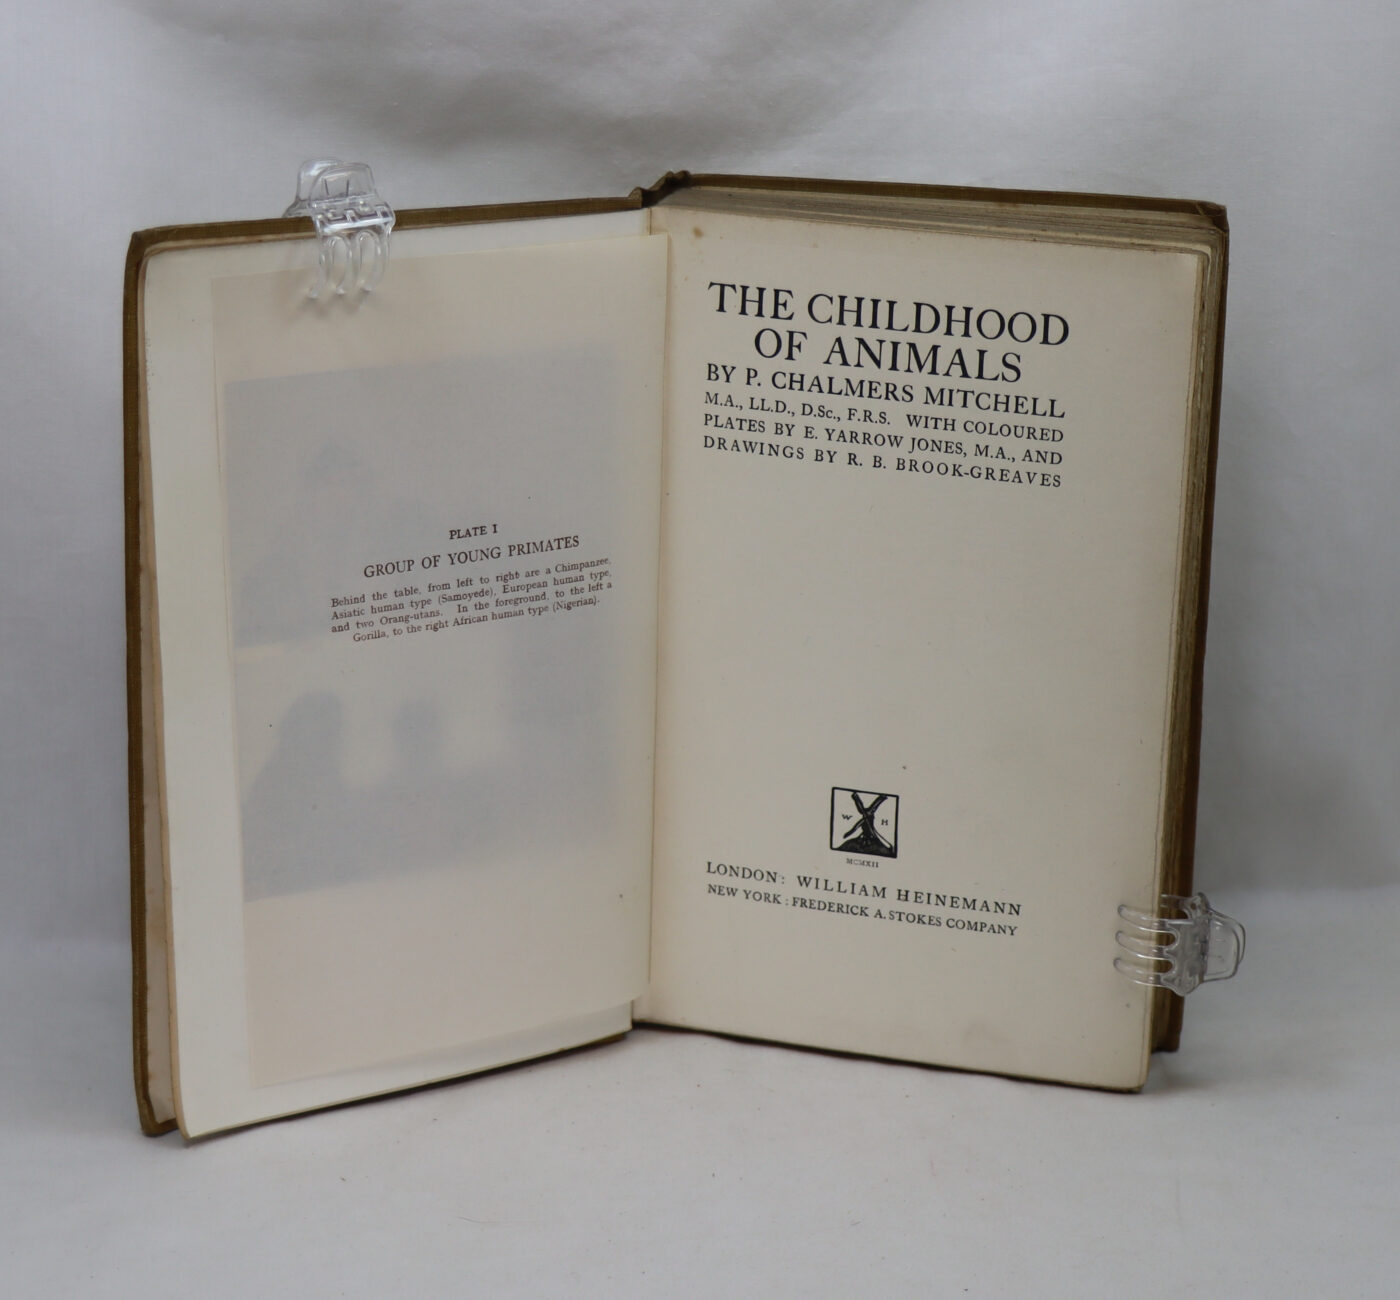 PLATE I
GROUP OF YOUNG PRIMATES
Behind the table, from left to right are a Chimpanzee,
Asiatic human type (Samoyede), European human type,
and two Orang-utans. In the foreground, to the left a
Gorilla, to the right African human type (Nigerian).
THE CHILDHOOD
OF ANIMALS
BY P. CHALMERS MITCHELL
M.A., LL.D., D.Sc., F.R.S. WITH COLOURED
PLATES BY E. YARROW JONES, M.A., AND
DRAWINGS BY R. B. BROOK-GREAVES
W H
MCMXII
LONDON: WILLIAM HEINEMANN
NEW YORK : FREDERICK A. STOKES COMPANY